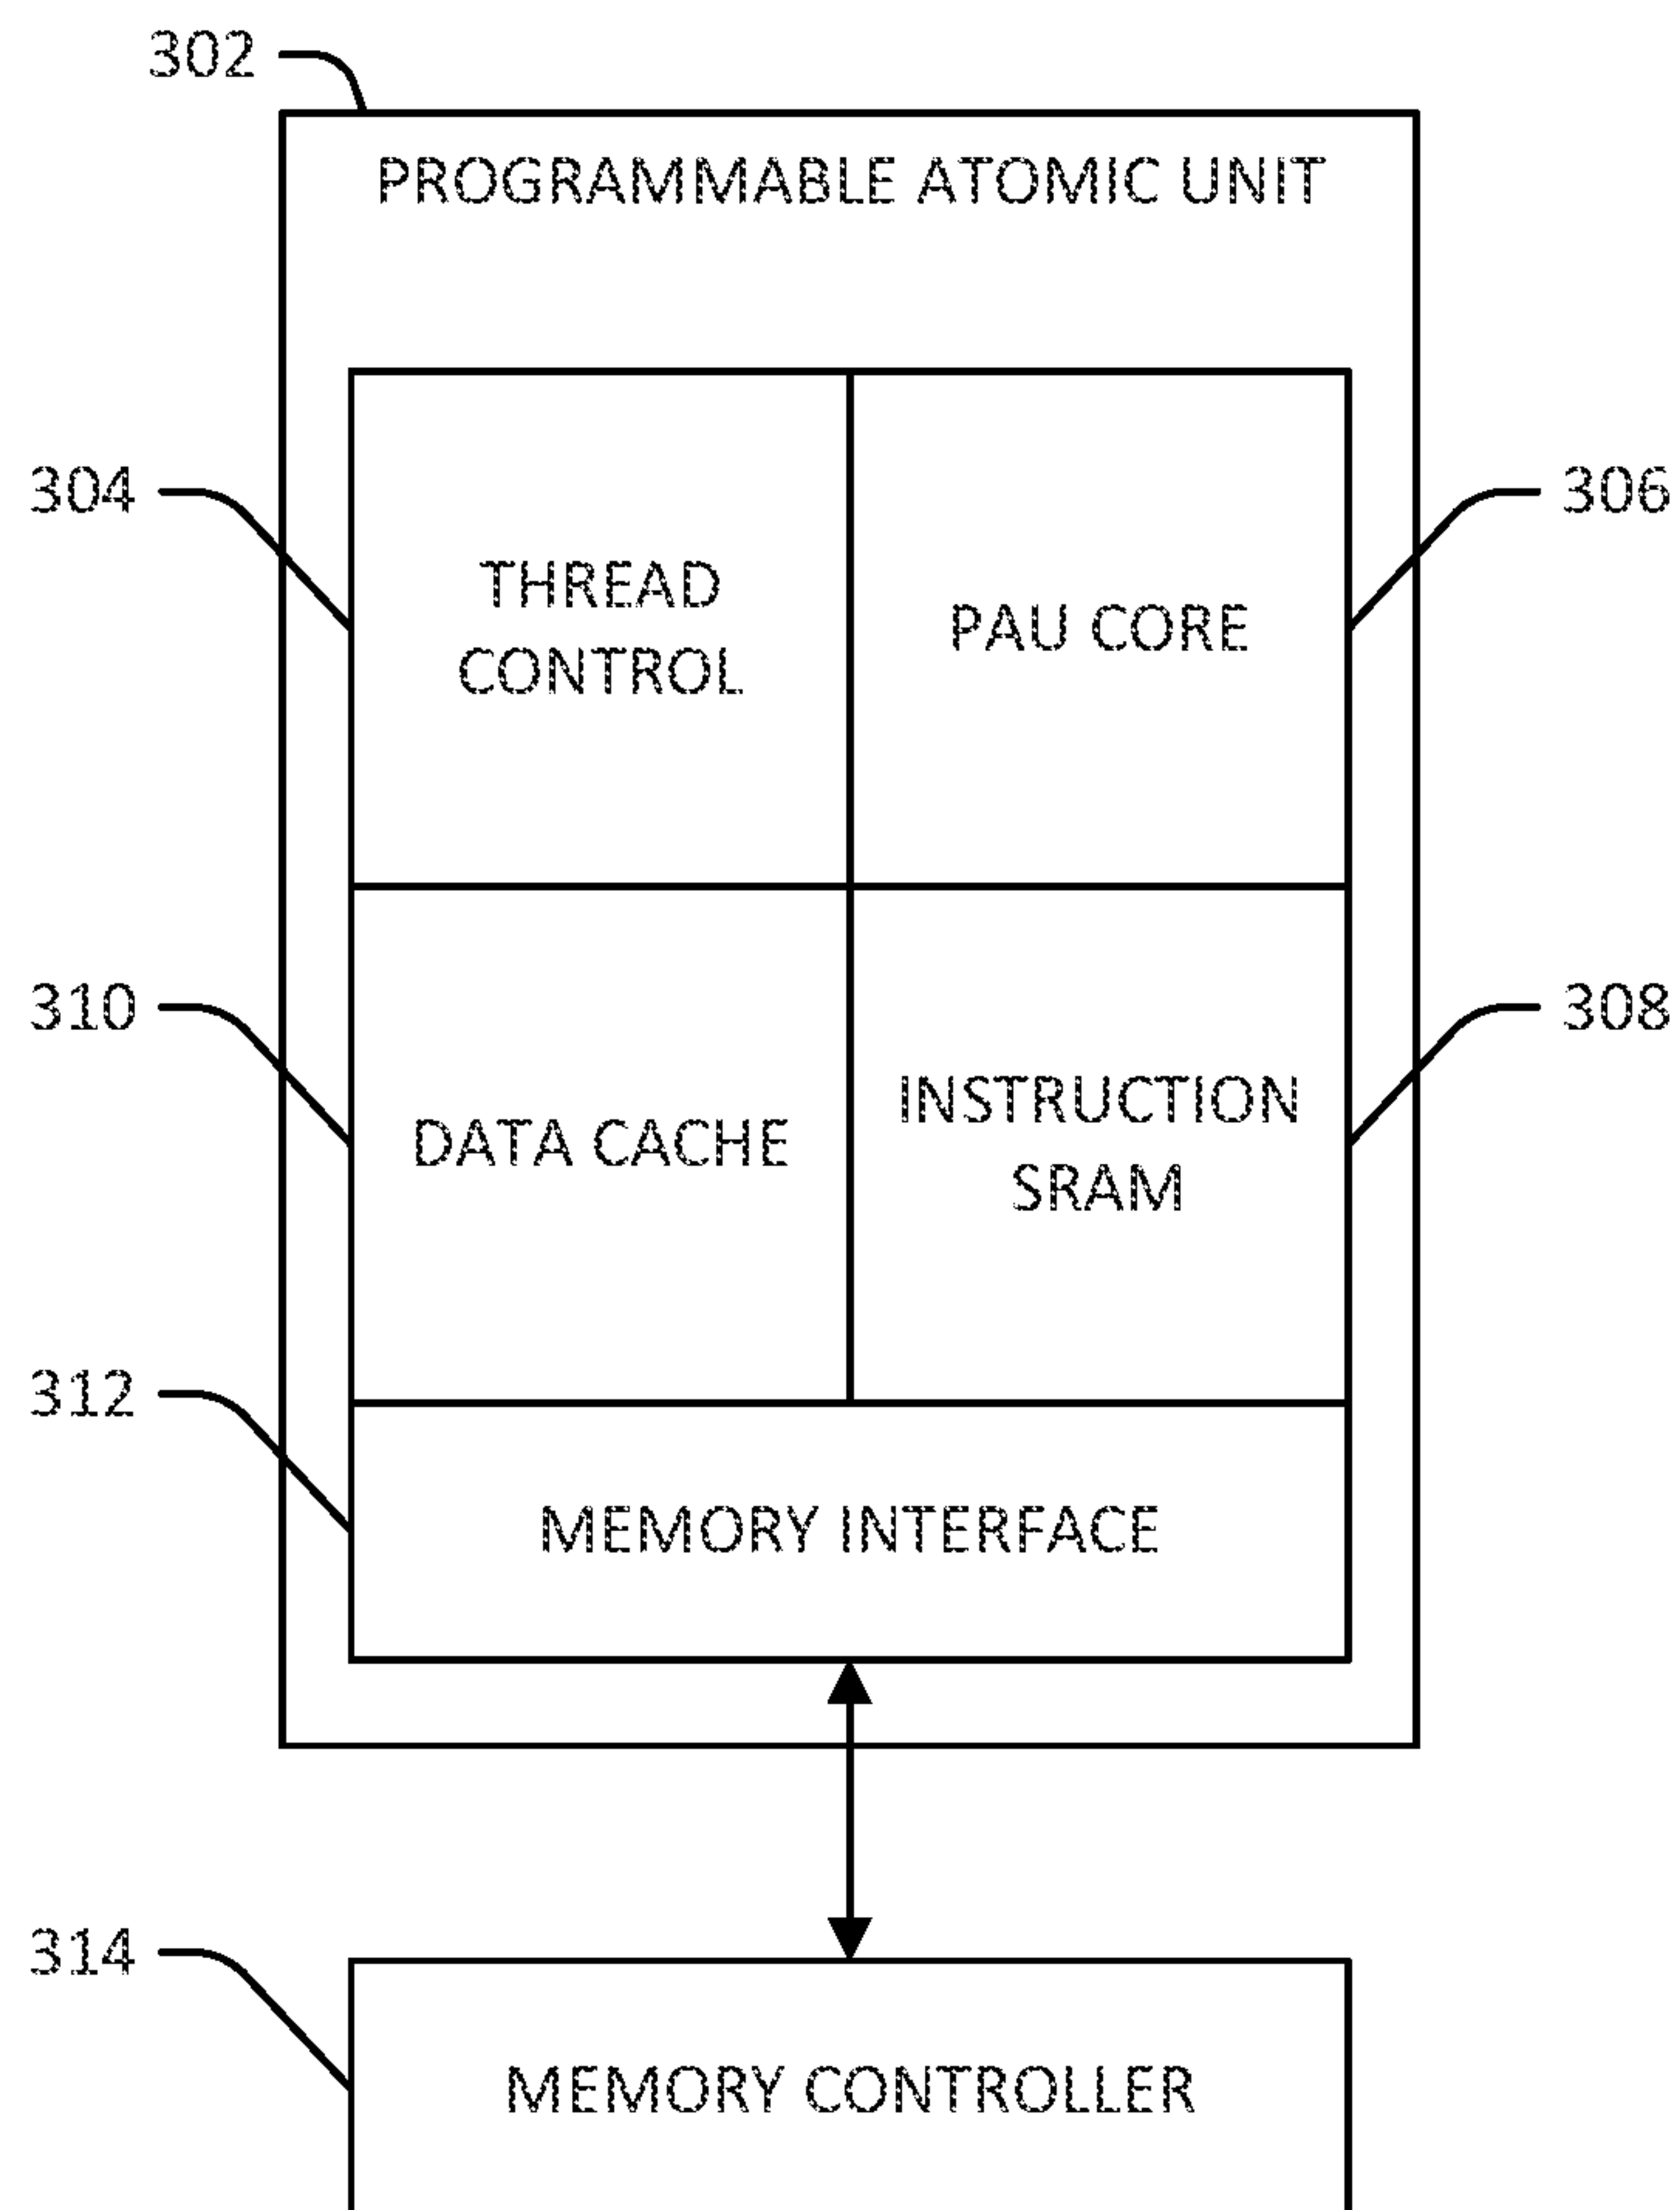 302
PROGRAMMABLE ATOMIC UNIT
304
THREAD
CONTROL
PAU CORE
306
310
DATA CACHE
INSTRUCTION
SRAM
308
312
MEMORY INTERFACE
314
MEMORY CONTROLLER